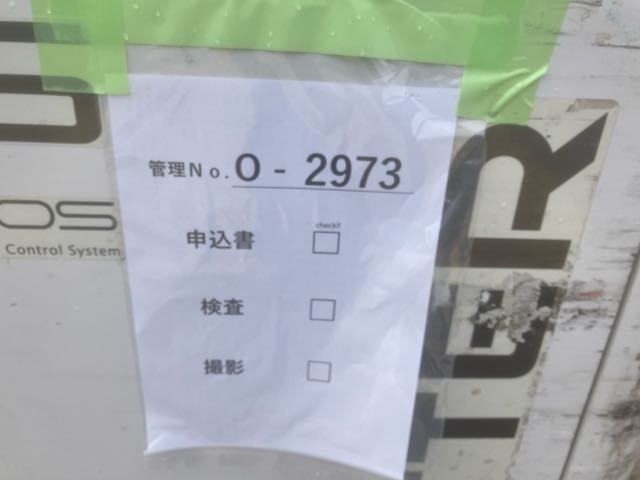 管理No. O - 2973
check!!
申込書 □
検査 □
撮影 □
OS
Control System